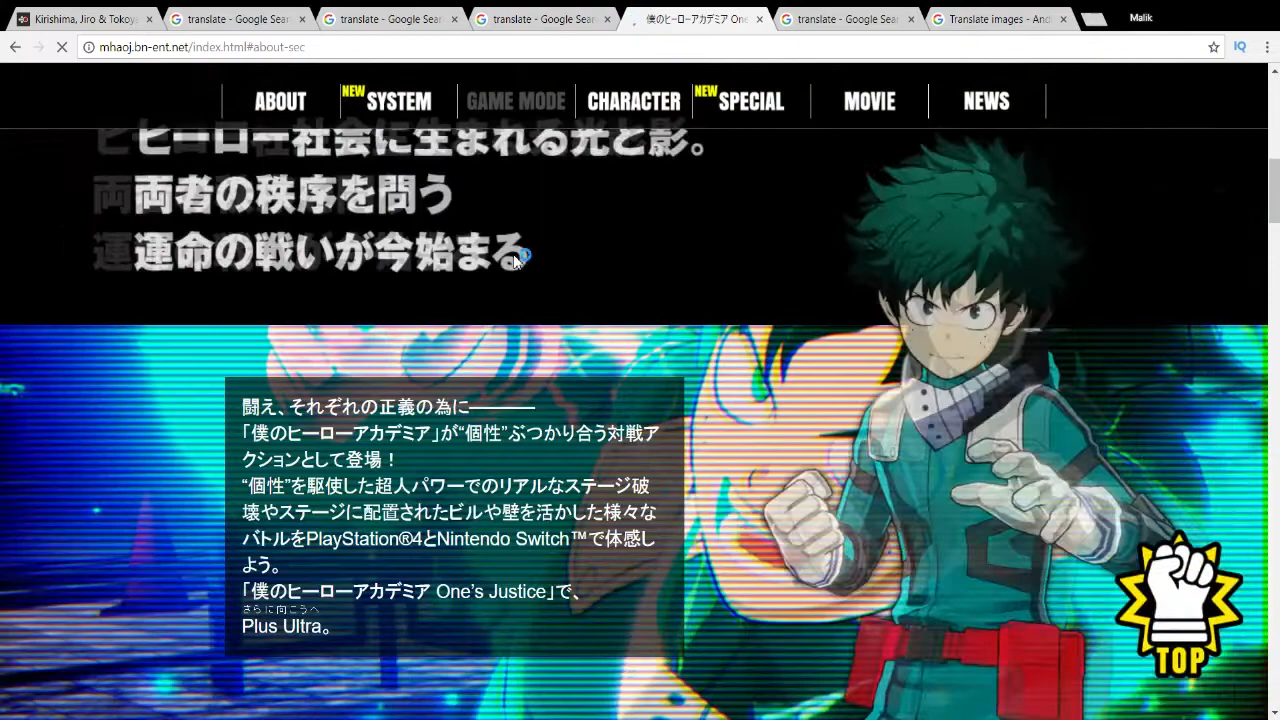 Kirishima, Jiro & Tokoya
translate - Google Sear
translate - Google Sear
translate - Google Sear
僕のヒーローアカデミア One
translate - Google Sear
Translate images - And
Malik
mhaoj.bn-ent.net/index.html#about-sec
IQ
ABOUT
NEW
SYSTEM
GAME MODE
CHARACTER
NEW
SPECIAL
MOVIE
NEWS
ヒーロー社会に生まれる光と影。
両者の秩序を問う
運命の戦いが今始まる
闘え、それぞれの正義の為に――――
「僕のヒーローアカデミア」が“個性”ぶつかり合う対戦ア
クションとして登場！
“個性”を駆使した超人パワーでのリアルなステージ破
壊やステージに配置されたビルや壁を活かした様々な
バトルをPlayStation®4とNintendo Switch™で体感し
よう。
「僕のヒーローアカデミア One’s Justice」で、
さらに向こうへ
Plus Ultra。
TOP